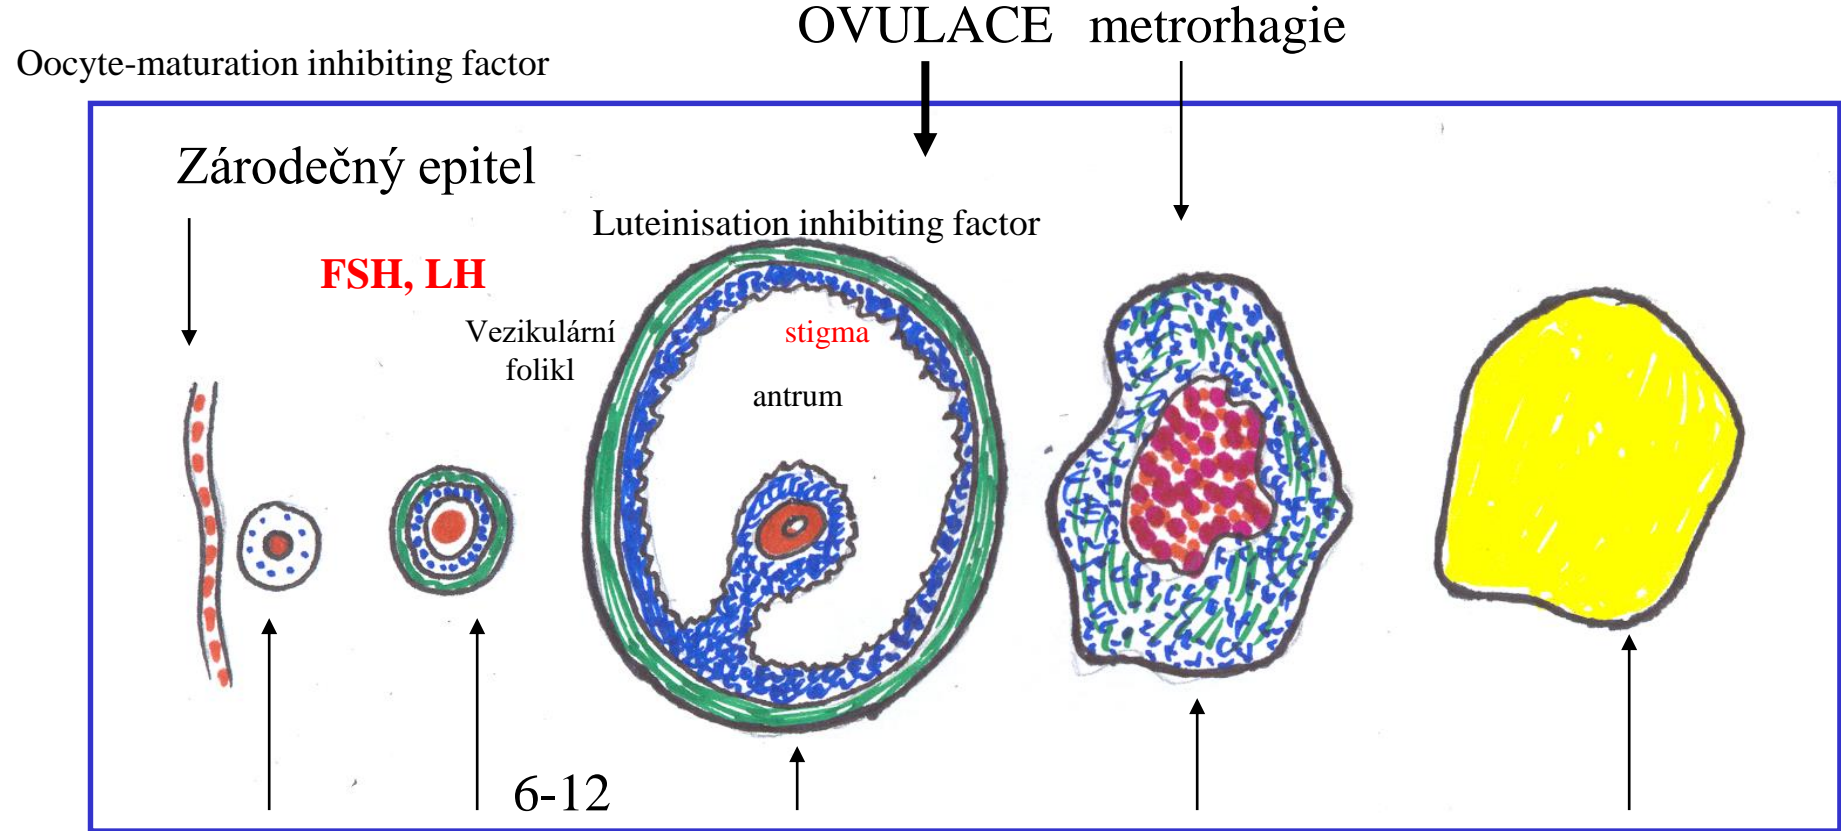 OVULACE metrorhagie
Oocyte-maturation inhibiting factor
Zárodečný epitel
Luteinisation inhibiting factor
FSH, LH
Vezikulární
folikl
stigma
antrum
6-12